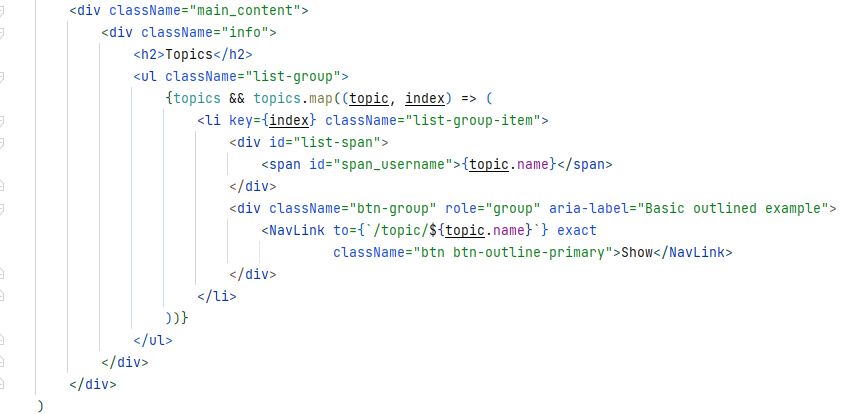 <div className="main_content">
<div className="info">
<h2>Topics</h2>
<ul className="list-group">
{topics && topics.map((topic, index) => (
<li key={index} className="list-group-item">
<div id="list-span">
<span id="span_username">{topic.name}</span>
</div>
<div className="btn-group" role="group" aria-label="Basic outlined example">
<NavLink to={`/topic/${topic.name}`} exact
className="btn btn-outline-primary">Show</NavLink>
</div>
</li>
))}
</ul>
</div>
</div>
)